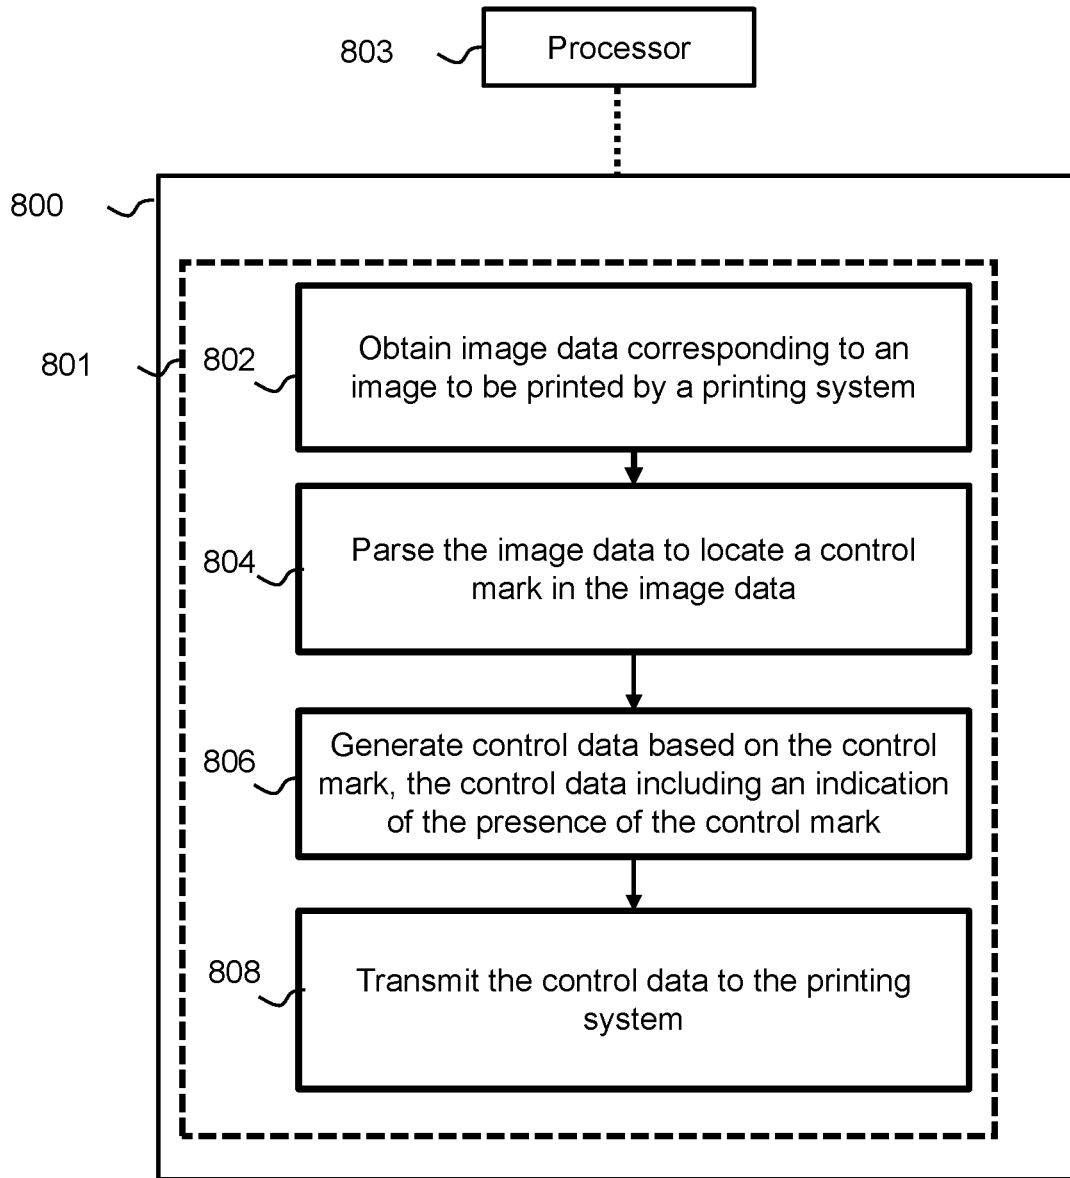 803
Processor
800
801
802
Obtain image data corresponding to an
image to be printed by a printing system
804
Parse the image data to locate a control
mark in the image data
806
Generate control data based on the control
mark, the control data including an indication
of the presence of the control mark
808
Transmit the control data to the printing
system